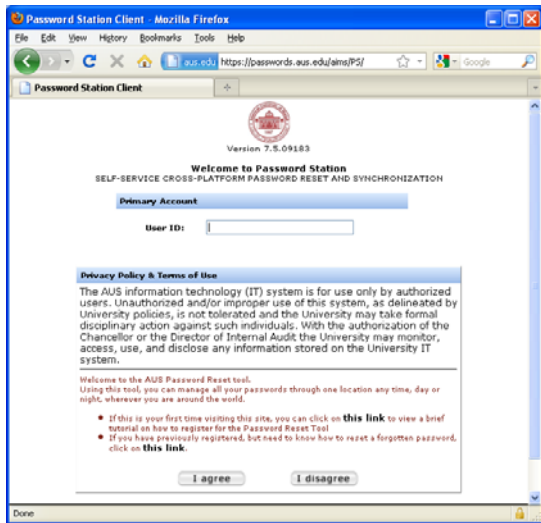 Password Station Client - Mozilla Firefox
File Edit View History Bookmarks Tools Help
aus.edu https://passwords.aus.edu/aims/PS/ Google
Password Station Client
Version 7.5.09183
Welcome to Password Station
SELF-SERVICE CROSS-PLATFORM PASSWORD RESET AND SYNCHRONIZATION
Primary Account
User ID:
Privacy Policy & Terms of Use
The AUS information technology (IT) system is for use only by authorized
users. Unauthorized and/or improper use of this system, as delineated by
University policies, is not tolerated and the University may take formal
disciplinary action against such individuals. With the authorization of the
Chancellor or the Director of Internal Audit the University may monitor,
access, use, and disclose any information stored on the University IT
system.
Welcome to the AUS Password Reset tool.
Using this tool, you can manage all your passwords through one location any time, day or
night, wherever you are around the world.
• If this is your first time visiting this site, you can click on this link to view a brief
tutorial on how to register for the Password Reset Tool
• If you have previously registered, but need to know how to reset a forgotten password,
click on this link.
I agree I disagree
Done